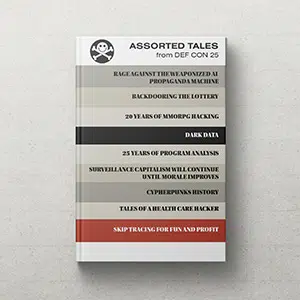 ASSORTED TALES
from DEF CON 25
RAGE AGAINST THE WEAPONIZED AI
PROPAGANDA MACHINE
BACKDOORING THE LOTTERY
20 YEARS OF MMORPG HACKING
DARK DATA
25 YEARS OF PROGRAM ANALYSIS
SURVEILLANCE CAPITALISM WILL CONTINUE
UNTIL MORALE IMPROVES
CYPHERPUNKS HISTORY
TALES OF A HEALTH CARE HACKER
SKIP TRACING FOR FUN AND PROFIT